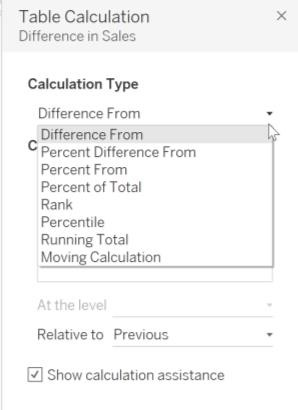 Table Calculation
Difference in Sales
Calculation Type
Difference From
Difference From
Percent Difference From
Percent From
Percent of Total
Rank
Percentile
Running Total
Moving Calculation
At the level
Relative to Previous
Show calculation assistance